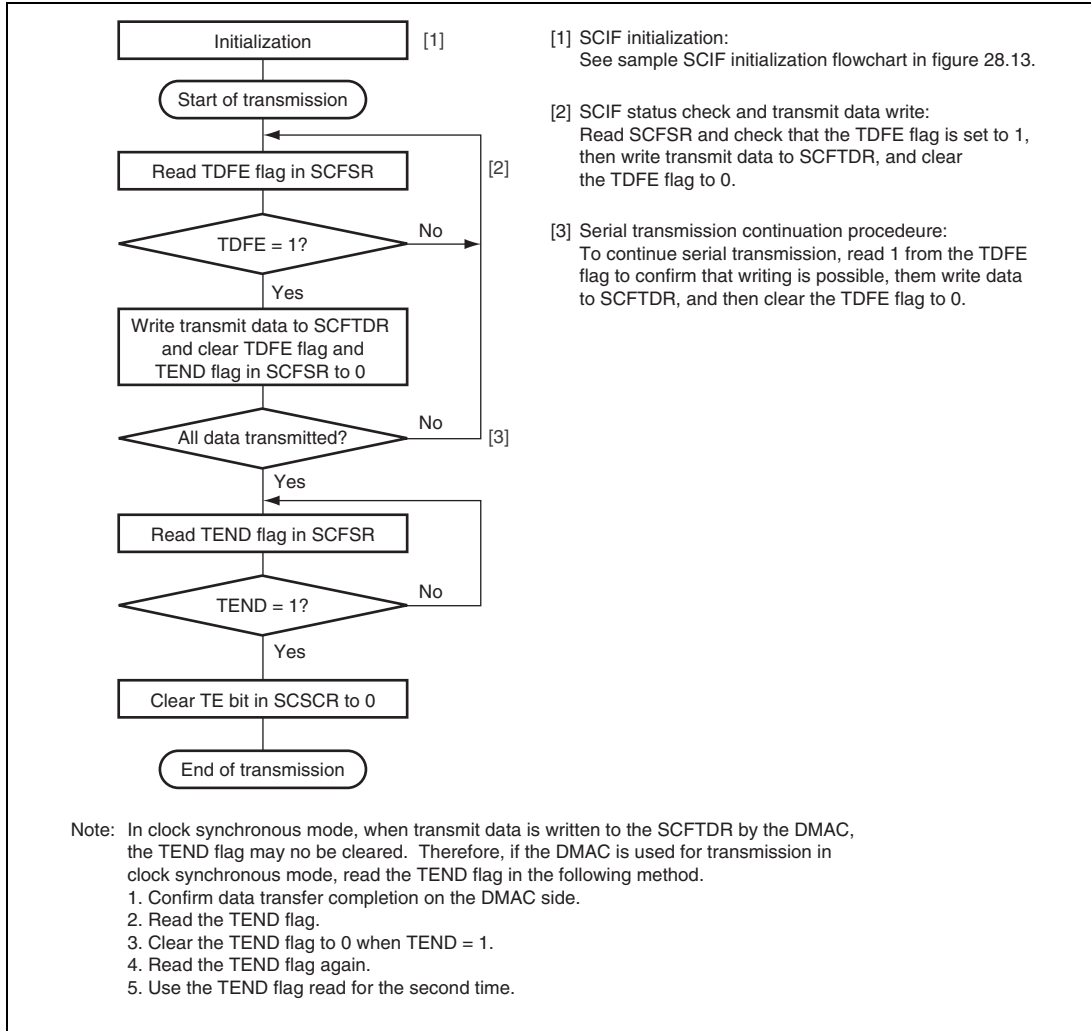 Initialization
[1]
Start of transmission
Read TDFE flag in SCFSR
[2]
TDFE = 1?
No
Yes
Write transmit data to SCFTDR
and clear TDFE flag and
TEND flag in SCFSR to 0
All data transmitted?
No
[3]
Yes
Read TEND flag in SCFSR
TEND = 1?
No
Yes
Clear TE bit in SCSCR to 0
End of transmission
[1] SCIF initialization:
See sample SCIF initialization flowchart in figure 28.13.
[2] SCIF status check and transmit data write:
Read SCFSR and check that the TDFE flag is set to 1,
then write transmit data to SCFTDR, and clear
the TDFE flag to 0.
[3] Serial transmission continuation procedeure:
To continue serial transmission, read 1 from the TDFE
flag to confirm that writing is possible, them write data
to SCFTDR, and then clear the TDFE flag to 0.
Note: In clock synchronous mode, when transmit data is written to the SCFTDR by the DMAC,
the TEND flag may no be cleared. Therefore, if the DMAC is used for transmission in
clock synchronous mode, read the TEND flag in the following method.
1. Confirm data transfer completion on the DMAC side.
2. Read the TEND flag.
3. Clear the TEND flag to 0 when TEND = 1.
4. Read the TEND flag again.
5. Use the TEND flag read for the second time.